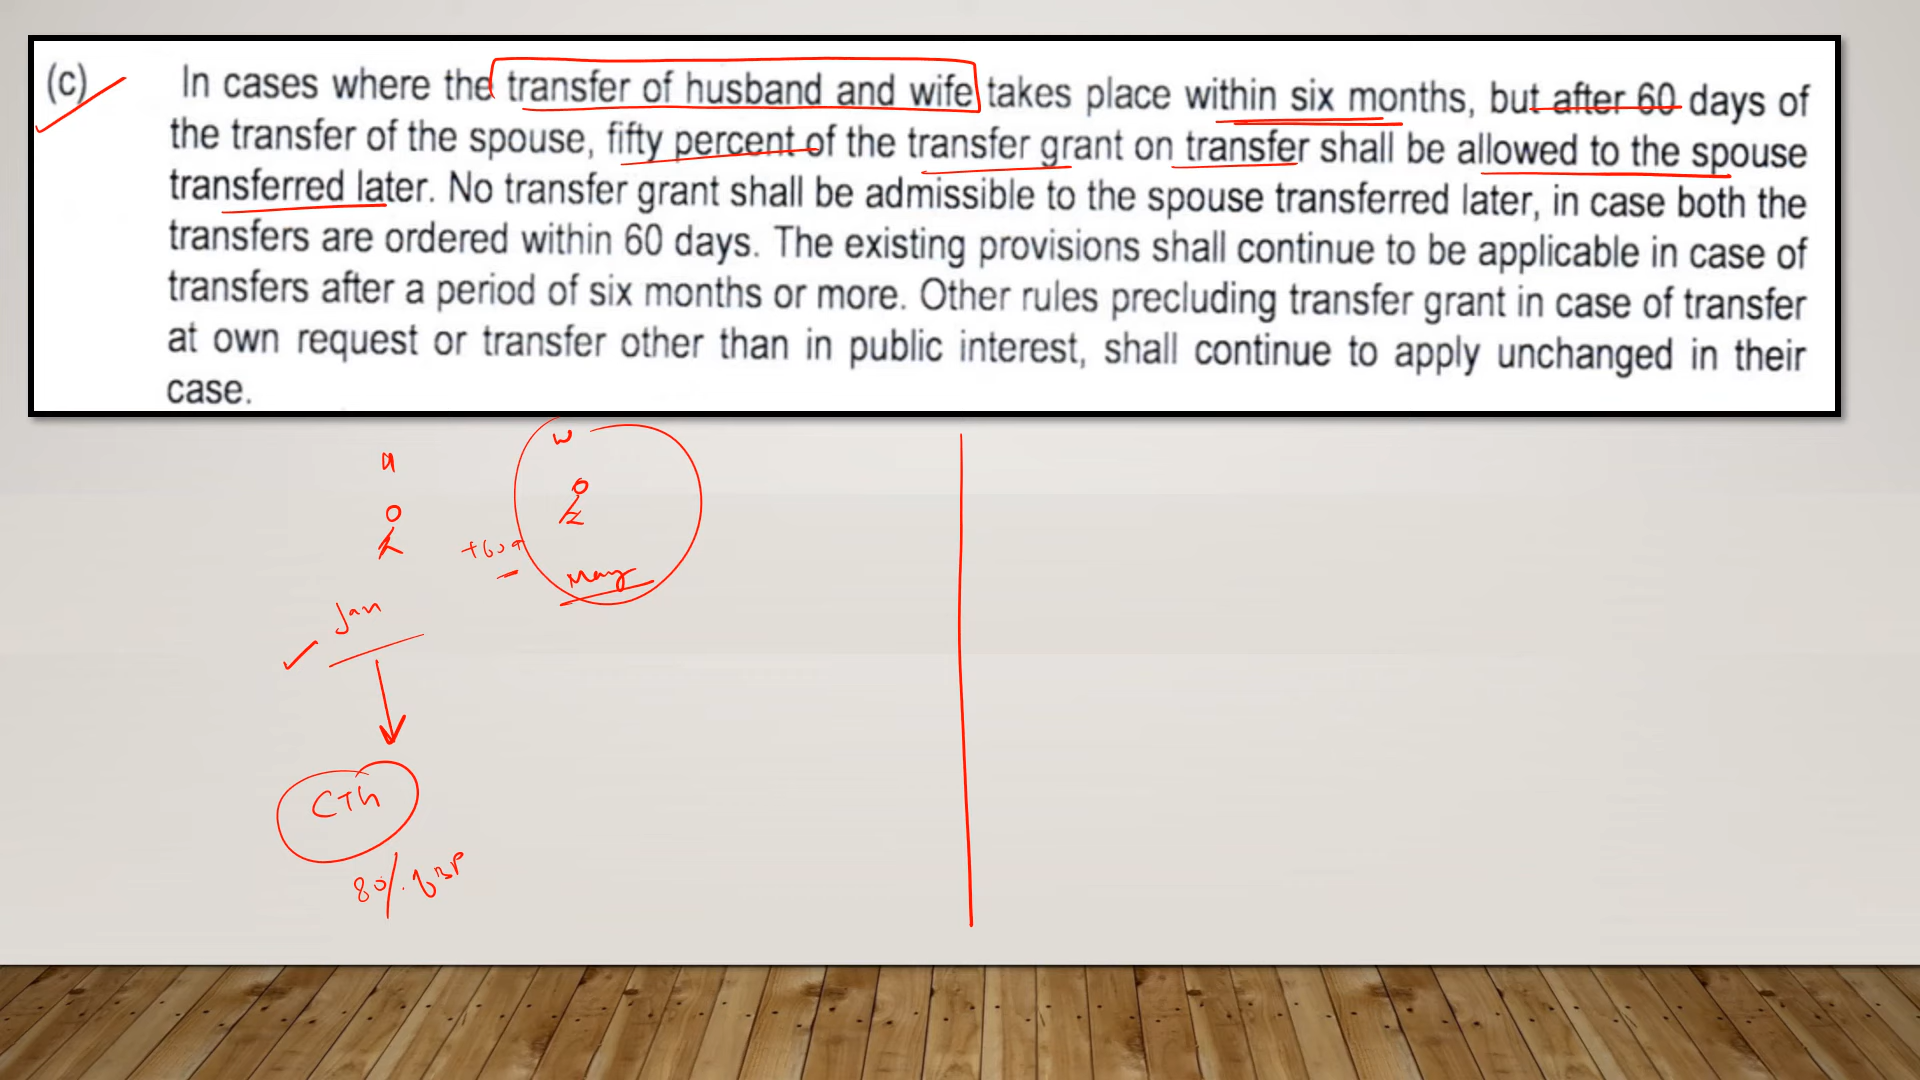 (c) In cases where the transfer of husband and wife takes place within six months, but after 60 days of
the transfer of the spouse, fifty percent of the transfer grant on transfer shall be allowed to the spouse
transferred later. No transfer grant shall be admissible to the spouse transferred later, in case both the
transfers are ordered within 60 days. The existing provisions shall continue to be applicable in case of
transfers after a period of six months or more. Other rules precluding transfer grant in case of transfer
at own request or transfer other than in public interest, shall continue to apply unchanged in their
case.
W
May
Jan
CTG
80%